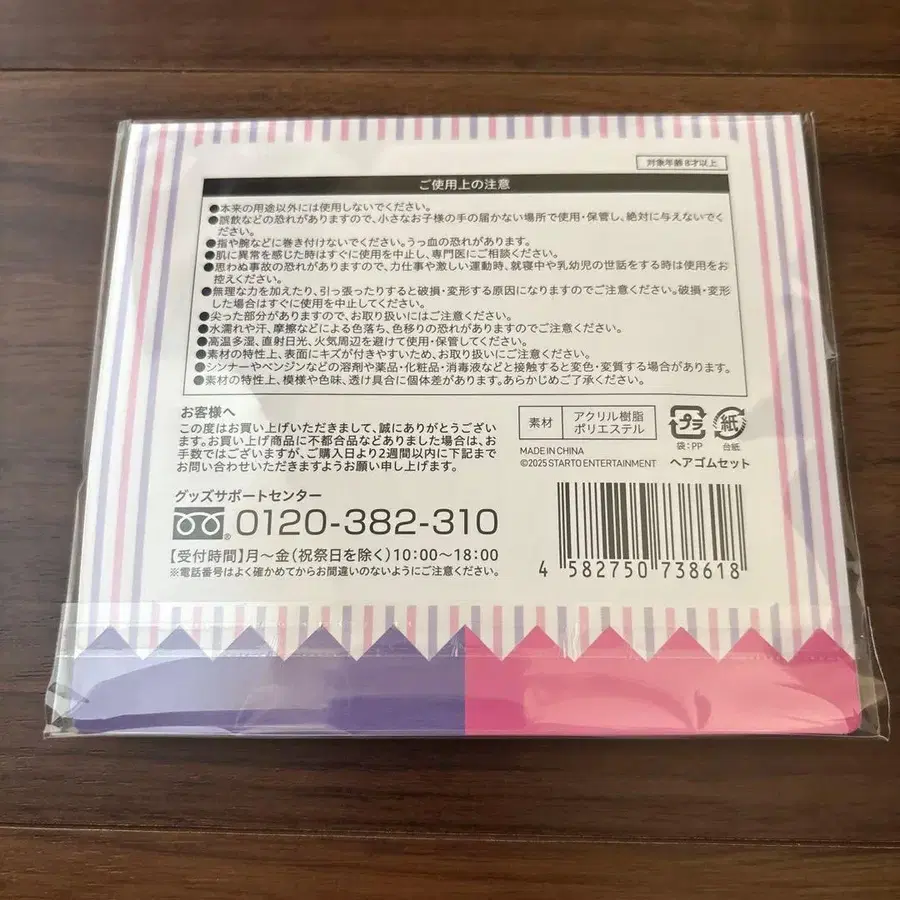 対象年齢8才以上
ご使用上の注意
●本来の用途以外には使用しないでください。
●誤飲などの恐れがありますので、小さなお子様の手の届かない場所で使用・保管し、絶対に与えないでく
ださい。
●指や腕などに巻き付けないでください。うっ血の恐れがあります。
●肌に異常を感じた時はすぐに使用を中止し、専門医にご相談ください。
●思わぬ事故の恐れがありますので、力仕事や激しい運動時、就寝中や乳幼児の世話をする時は使用をお
控えください。
●無理な力を加えたり、引っ張ったりすると破損・変形する原因になりますのでご注意ください。破損・変形
した場合はすぐに使用を中止してください。
●尖った部分がありますので、お取り扱いにはご注意ください。
●水濡れや汗、摩擦などによる色落ち、色移りの恐れがありますのでご注意ください。
●高温多湿、直射日光、火気周辺を避けて使用・保管してください。
●素材の特性上、表面にキズが付きやすいため、お取り扱いにご注意ください。
●シンナーやベンジンなどの溶剤や薬品・化粧品・消毒液などと接触すると変色・変質する場合があります。
●素材の特性上、模様や色味、透け具合に個体差があります。あらかじめご了承ください。
お客様へ
この度はお買い上げいただきまして、誠にありがとうござい
ます。お買い上げ商品に不都合品などありました場合は、お
手数ではございますが、ご購入日より2週間以内に下記まで
お問い合わせいただきますようお願い申し上げます。
グッズサポートセンター
0120-382-310
【受付時間】月～金(祝祭日を除く)10:00～18:00
※電話番号はよく確かめてからお間違いのないようにご注意ください。
素材
アクリル樹脂
ポリエステル
プラ
袋:PP
紙
台紙
MADE IN CHINA
©2025 STARTO ENTERTAINMENT
ヘアゴムセット
4 582750 738618